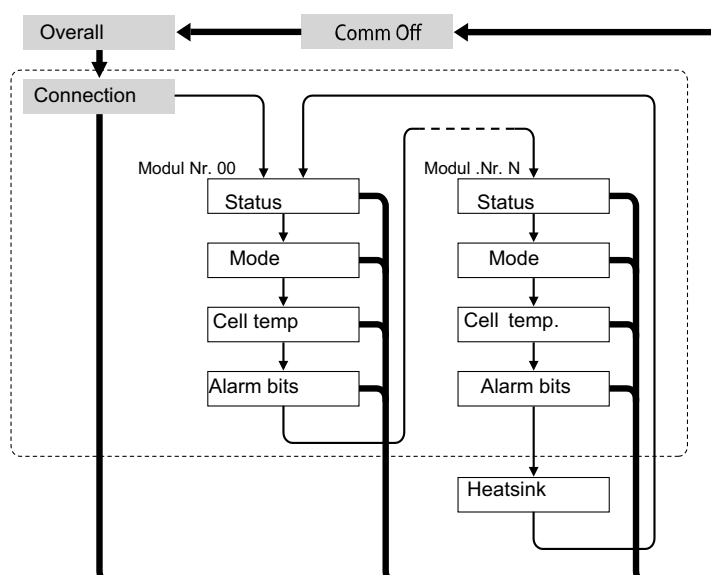 Overall
Comm Off
Connection
Modul Nr. 00
Modul .Nr. N
Status
Status
Mode
Mode
Cell temp
Cell temp.
Alarm bits
Alarm bits
Heatsink